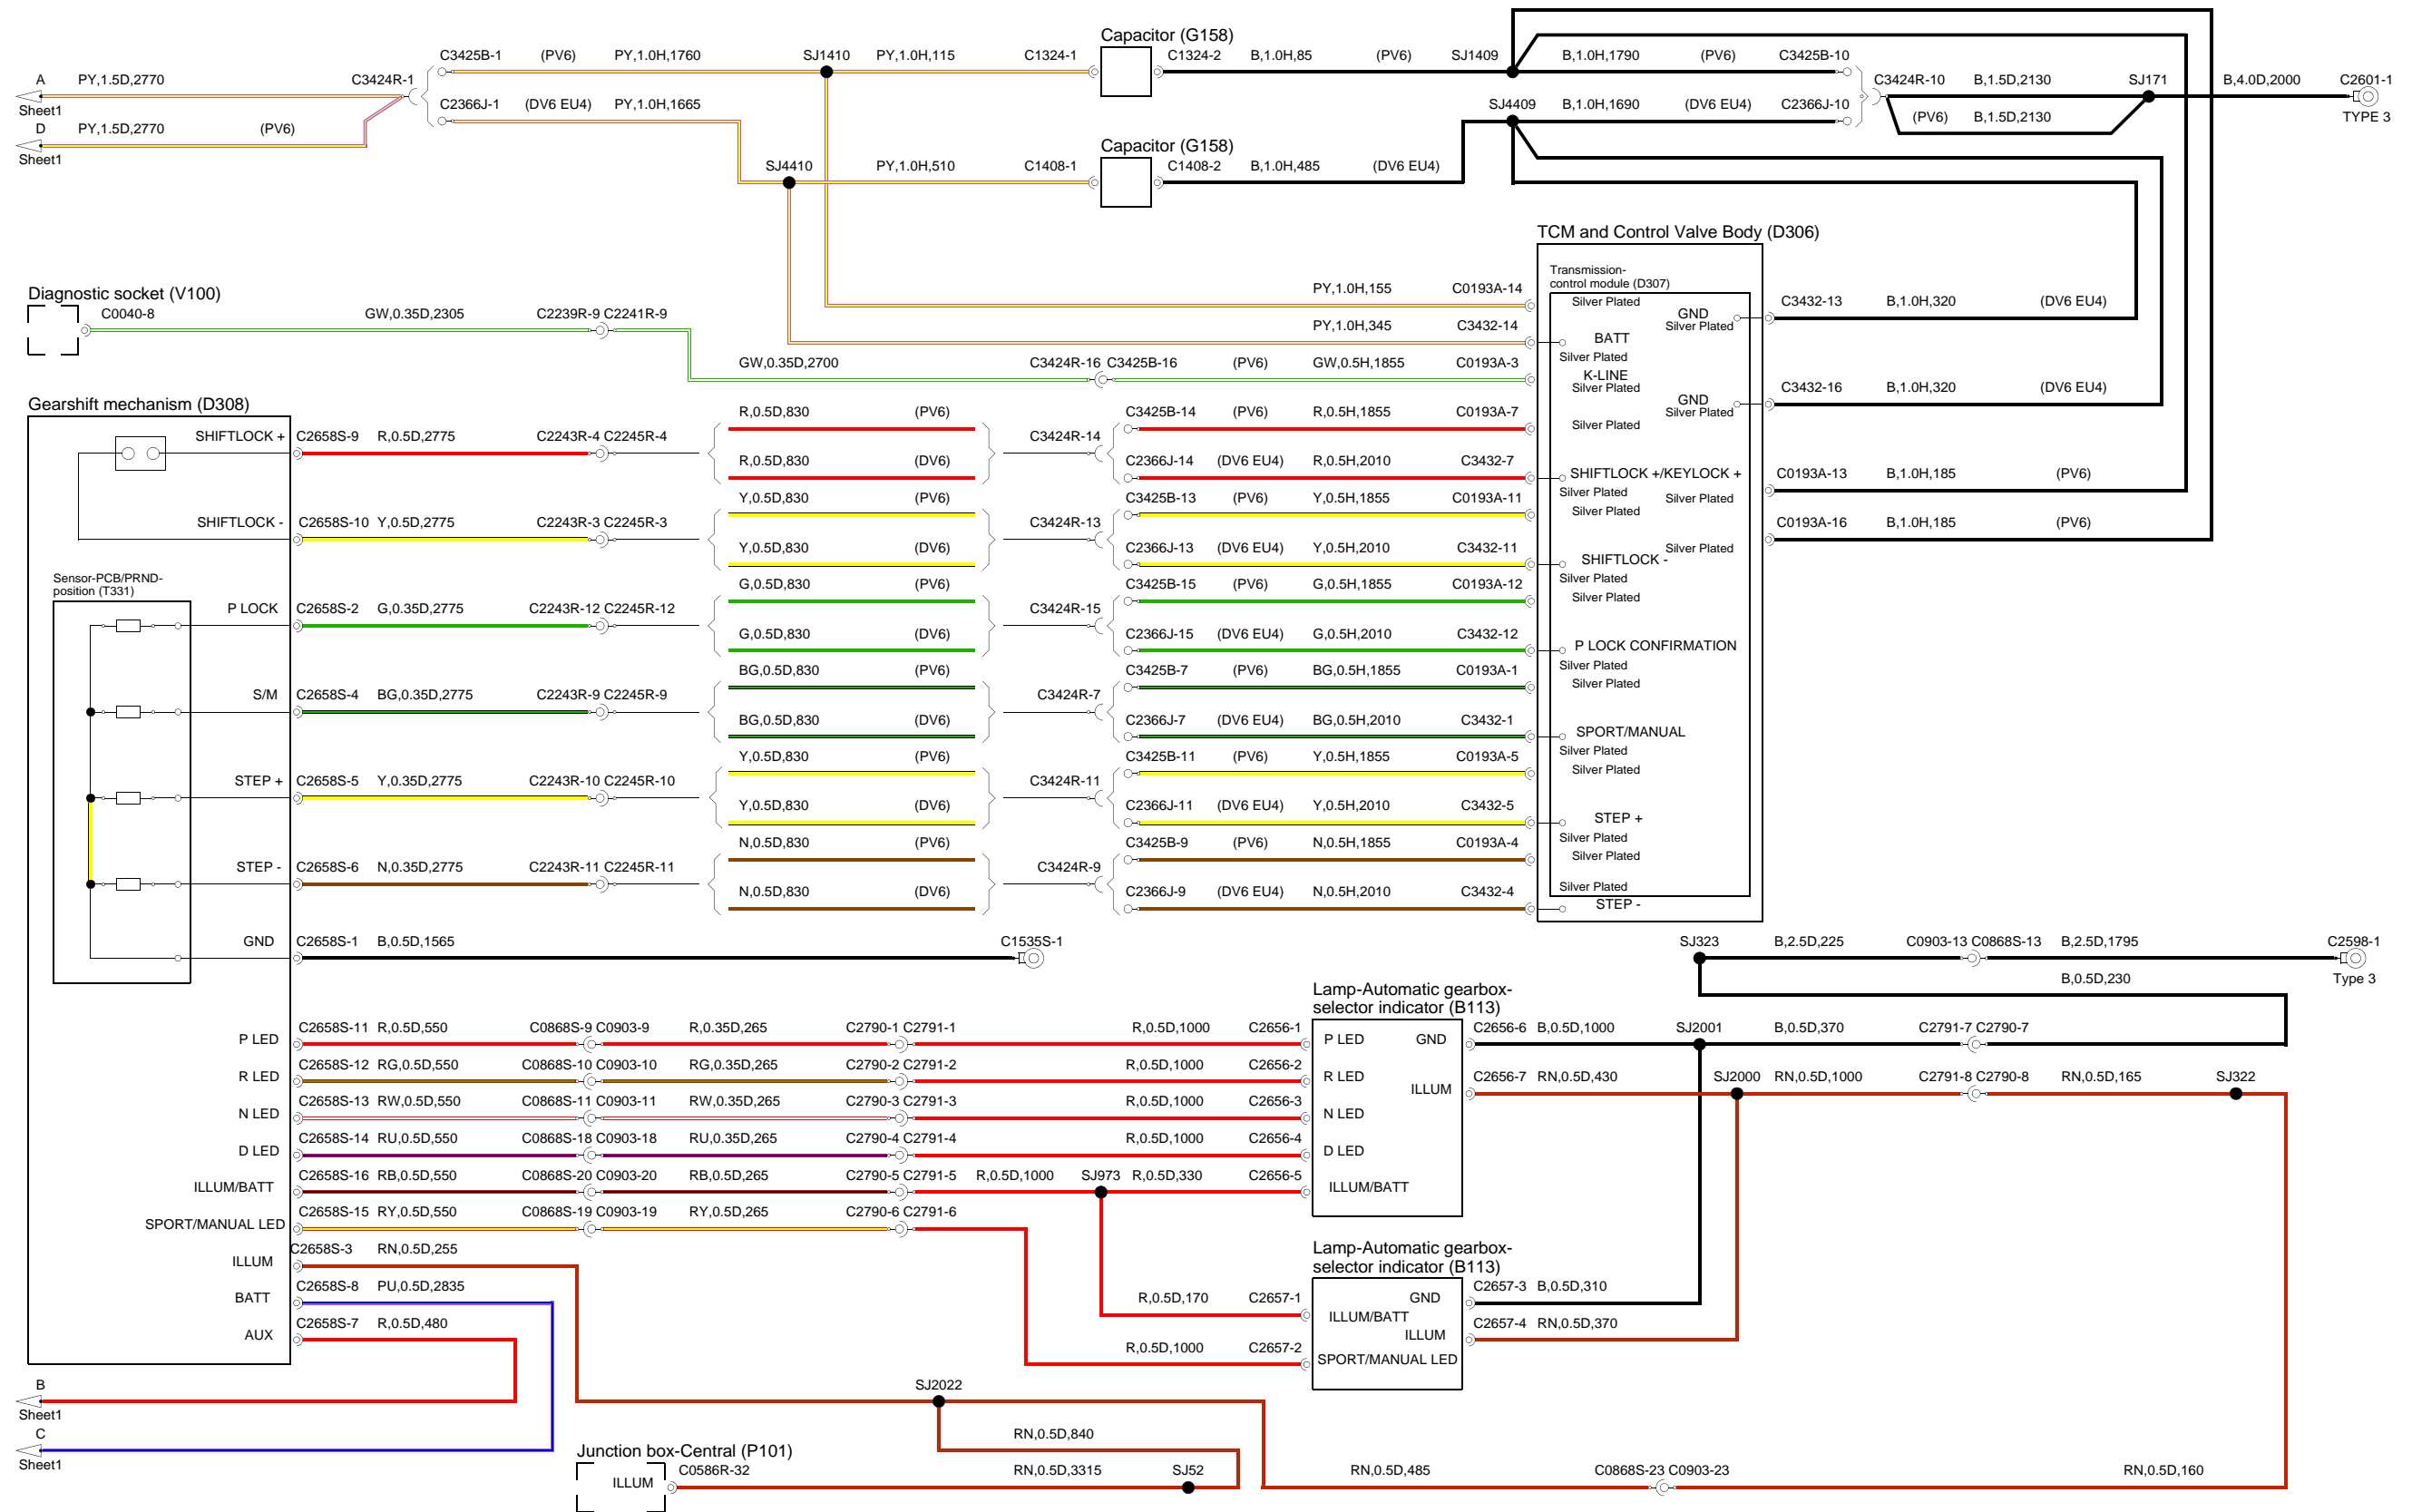 Capacitor (G158)
C3425B-1 (PV6) PY,1.0H,1760 SJ1410 PY,1.0H,115 C1324-1 C1324-2 B,1.0H,85 (PV6) SJ1409 B,1.0H,1790 (PV6) C3425B-10
A PY,1.5D,2770 C3424R-1 C3424R-10 B,1.5D,2130 SJ171 B,4.0D,2000 C2601-1
Sheet1 C2366J-1 (DV6 EU4) PY,1.0H,1665 SJ4409 B,1.0H,1690 (DV6 EU4) C2366J-10
(PV6) B,1.5D,2130 TYPE 3
D PY,1.5D,2770 (PV6)
Sheet1
Capacitor (G158)
SJ4410 PY,1.0H,510 C1408-1 C1408-2 B,1.0H,485 (DV6 EU4)
TCM and Control Valve Body (D306)
Transmission-
control module (D307)
PY,1.0H,155 C0193A-14 Silver Plated
Diagnostic socket (V100)
C0040-8 GW,0.35D,2305 C2239R-9 C2241R-9
GND C3432-13 B,1.0H,320 (DV6 EU4)
Silver Plated
PY,1.0H,345 C3432-14 BATT
Silver Plated
GW,0.35D,2700 C3424R-16 C3425B-16 (PV6) GW,0.5H,1855 C0193A-3 K-LINE
Silver Plated
GND C3432-16 B,1.0H,320 (DV6 EU4)
Silver Plated
Gearshift mechanism (D308)
R,0.5D,830 (PV6) C3425B-14 (PV6) R,0.5H,1855 C0193A-7 Silver Plated
SHIFTLOCK + C2658S-9 R,0.5D,2775 C2243R-4 C2245R-4 C3424R-14
R,0.5D,830 (DV6) C2366J-14 (DV6 EU4) R,0.5H,2010 C3432-7 SHIFTLOCK +/KEYLOCK + C0193A-13 B,1.0H,185 (PV6)
Silver Plated Silver Plated
Y,0.5D,830 (PV6) C3425B-13 (PV6) Y,0.5H,1855 C0193A-11 Silver Plated
SHIFTLOCK - C2658S-10 Y,0.5D,2775 C2243R-3 C2245R-3 C3424R-13 C0193A-16 B,1.0H,185 (PV6)
Y,0.5D,830 (DV6) C2366J-13 (DV6 EU4) Y,0.5H,2010 C3432-11 Silver Plated
SHIFTLOCK -
Silver Plated
Sensor-PCB/PRND-
position (T331)
G,0.5D,830 (PV6) C3425B-15 (PV6) G,0.5H,1855 C0193A-12 Silver Plated
P LOCK C2658S-2 G,0.35D,2775 C2243R-12 C2245R-12 C3424R-15
G,0.5D,830 (DV6) C2366J-15 (DV6 EU4) G,0.5H,2010 C3432-12 P LOCK CONFIRMATION
Silver Plated
BG,0.5D,830 (PV6) C3425B-7 (PV6) BG,0.5H,1855 C0193A-1 Silver Plated
S/M C2658S-4 BG,0.35D,2775 C2243R-9 C2245R-9 C3424R-7
BG,0.5D,830 (DV6) C2366J-7 (DV6 EU4) BG,0.5H,2010 C3432-1 SPORT/MANUAL
Silver Plated
Y,0.5D,830 (PV6) C3425B-11 (PV6) Y,0.5H,1855 C0193A-5 Silver Plated
STEP + C2658S-5 Y,0.35D,2775 C2243R-10 C2245R-10 C3424R-11
Y,0.5D,830 (DV6) C2366J-11 (DV6 EU4) Y,0.5H,2010 C3432-5 STEP +
Silver Plated
N,0.5D,830 (PV6) C3425B-9 (PV6) N,0.5H,1855 C0193A-4 Silver Plated
STEP - C2658S-6 N,0.35D,2775 C2243R-11 C2245R-11 C3424R-9
N,0.5D,830 (DV6) C2366J-9 (DV6 EU4) N,0.5H,2010 C3432-4 Silver Plated
STEP -
GND C2658S-1 B,0.5D,1565 C1535S-1 SJ323 B,2.5D,225 C0903-13 C0868S-13 B,2.5D,1795 C2598-1
B,0.5D,230 Type 3
Lamp-Automatic gearbox-
selector indicator (B113)
P LED C2658S-11 R,0.5D,550 C0868S-9 C0903-9 R,0.35D,265 C2790-1 C2791-1 R,0.5D,1000 C2656-1 P LED GND C2656-6 B,0.5D,1000 SJ2001 B,0.5D,370 C2791-7 C2790-7
R LED C2658S-12 RG,0.5D,550 C0868S-10 C0903-10 RG,0.35D,265 C2790-2 C2791-2 R,0.5D,1000 C2656-2 R LED ILLUM C2656-7 RN,0.5D,430 SJ2000 RN,0.5D,1000 C2791-8 C2790-8 RN,0.5D,165 SJ322
N LED C2658S-13 RW,0.5D,550 C0868S-11 C0903-11 RW,0.35D,265 C2790-3 C2791-3 R,0.5D,1000 C2656-3 N LED
D LED C2658S-14 RU,0.5D,550 C0868S-18 C0903-18 RU,0.35D,265 C2790-4 C2791-4 R,0.5D,1000 C2656-4 D LED
ILLUM/BATT C2658S-16 RB,0.5D,550 C0868S-20 C0903-20 RB,0.5D,265 C2790-5 C2791-5 R,0.5D,1000 SJ973 R,0.5D,330 C2656-5 ILLUM/BATT
SPORT/MANUAL LED C2658S-15 RY,0.5D,550 C0868S-19 C0903-19 RY,0.5D,265 C2790-6 C2791-6
ILLUM C2658S-3 RN,0.5D,255
Lamp-Automatic gearbox-
selector indicator (B113)
BATT C2658S-8 PU,0.5D,2835 R,0.5D,170 C2657-1 ILLUM/BATT GND C2657-3 B,0.5D,310
AUX C2658S-7 R,0.5D,480 ILLUM C2657-4 RN,0.5D,370
R,0.5D,1000 C2657-2 SPORT/MANUAL LED
B SJ2022
Sheet1
C RN,0.5D,840
Sheet1
Junction box-Central (P101)
ILLUM C0586R-32 RN,0.5D,3315 SJ52 RN,0.5D,485 C0868S-23 C0903-23 RN,0.5D,160